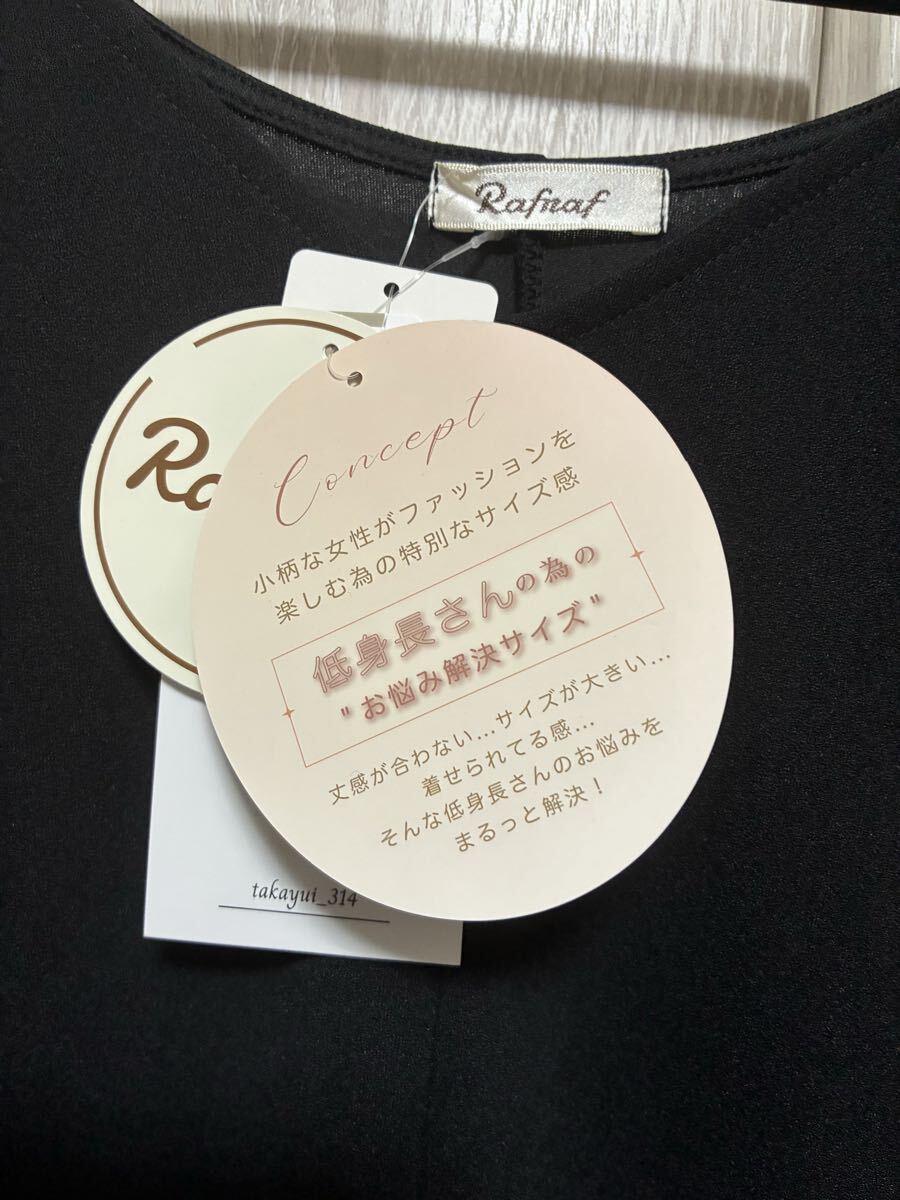 Rafnaf
Concept
小柄な女性がファッションを
楽しむ為の特別なサイズ感
低身長さんの為の
"お悩み解決サイズ"
丈感が合わない…サイズが大きい…
着せられてる感…
そんな低身長さんのお悩みを
まるっと解決！
takayui_314